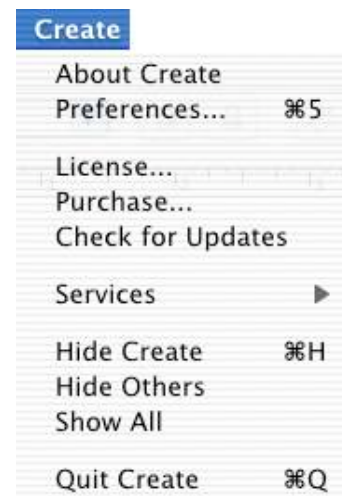 Create
About Create
Preferences... ⌘5
License...
Purchase...
Check for Updates
Services ▶
Hide Create ⌘H
Hide Others
Show All
Quit Create ⌘Q